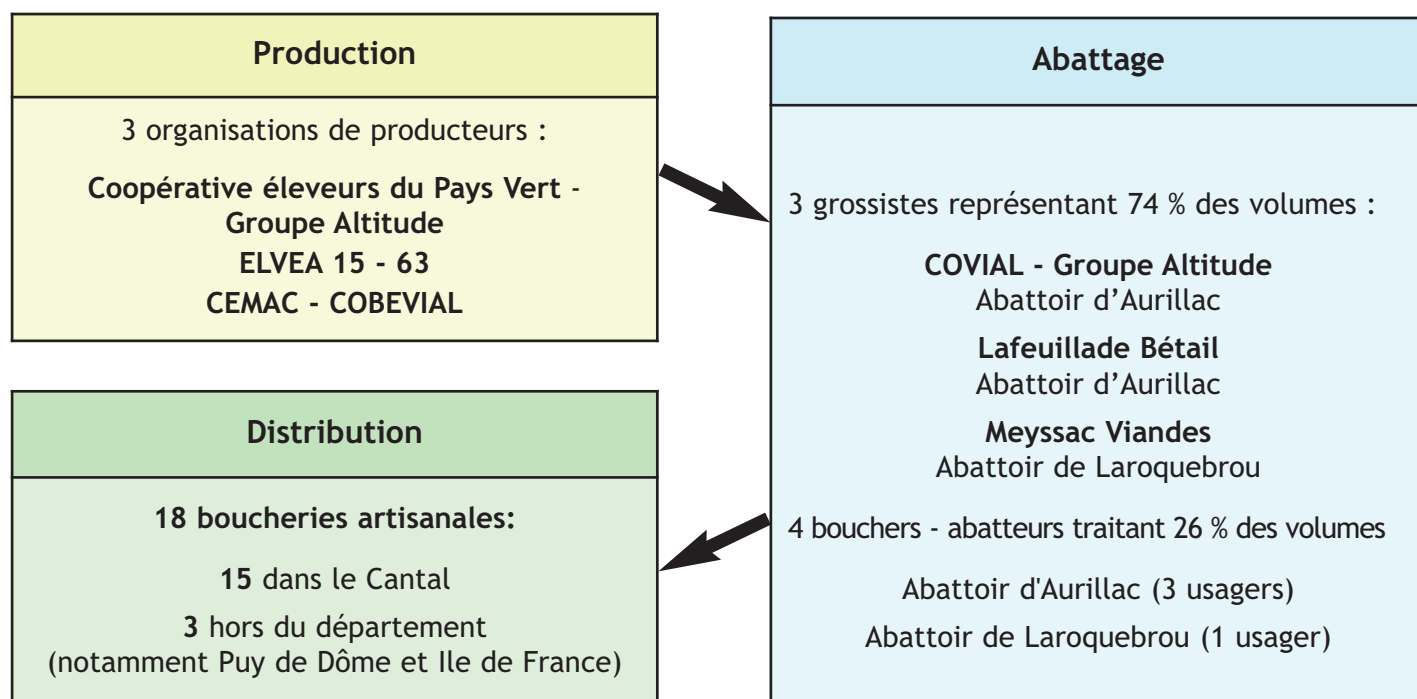 Production
3 organisations de producteurs :
Coopérative éleveurs du Pays Vert -
Groupe Altitude
ELVEA 15 - 63
CEMAC - COBEVIAL
Abattage
3 grossistes représentant 74 % des volumes :
COVIAL - Groupe Altitude
Abattoir d’Aurillac
Lafeuillade Bétail
Abattoir d’Aurillac
Meyssac Viandes
Abattoir de Laroquebrou
4 bouchers - abatteurs traitant 26 % des volumes
Abattoir d'Aurillac (3 usagers)
Abattoir de Laroquebrou (1 usager)
Distribution
18 boucheries artisanales:
15 dans le Cantal
3 hors du département
(notamment Puy de Dôme et Ile de France)